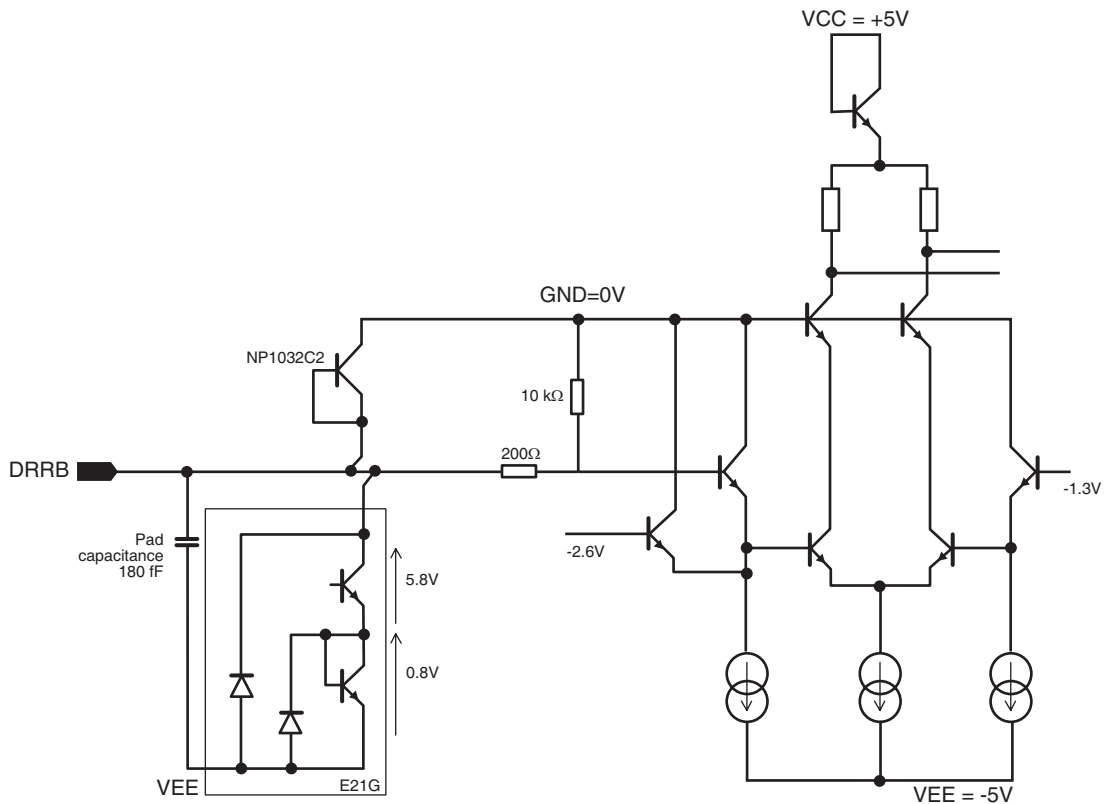 VCC = +5V
GND=0V
NP1032C2
10 kΩ
200Ω
DRRB
-1.3V
Pad
capacitance
180 fF
-2.6V
5.8V
0.8V
VEE
E21G
VEE = -5V